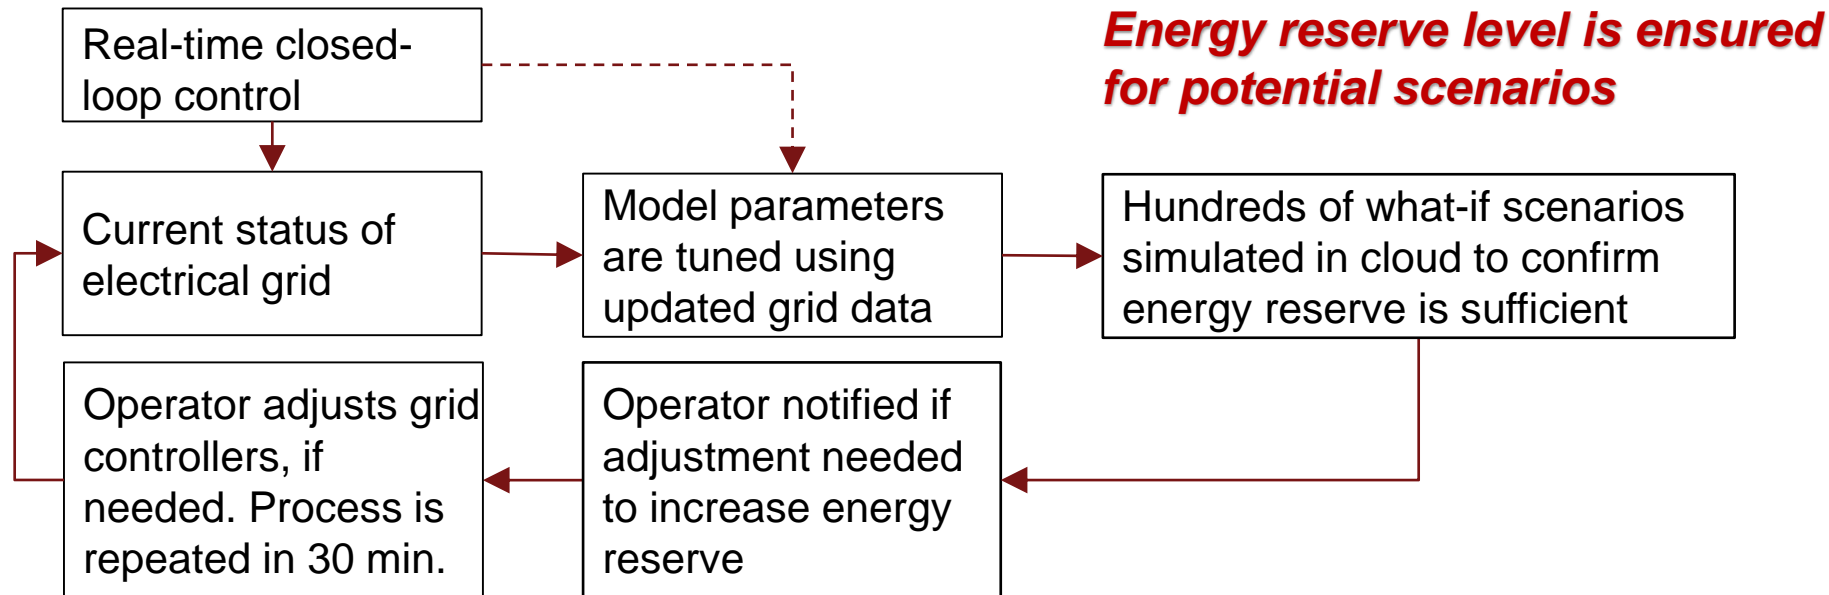 Real-time closed-
loop control
Energy reserve level is ensured
for potential scenarios
Current status of
electrical grid
Model parameters
are tuned using
updated grid data
Hundreds of what-if scenarios
simulated in cloud to confirm
energy reserve is sufficient
Operator adjusts grid
controllers, if
needed. Process is
repeated in 30 min.
Operator notified if
adjustment needed
to increase energy
reserve